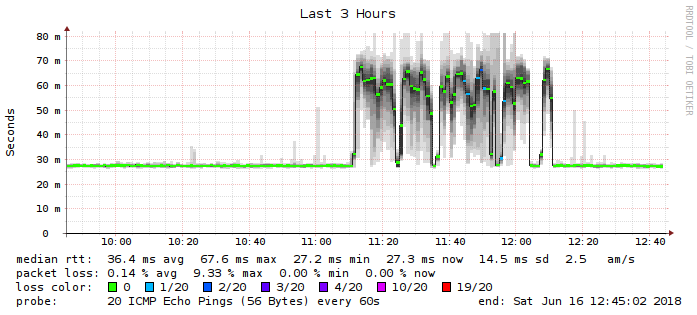 Last 3 Hours
RRDTOOL / TOBI OETIKER
Seconds
80 m
70 m
60 m
50 m
40 m
30 m
20 m
10 m
0
10:00 10:20 10:40 11:00 11:20 11:40 12:00 12:20 12:40
median rtt: 36.4 ms avg 67.6 ms max 27.2 ms min 27.3 ms now 14.5 ms sd 2.5 am/s
packet loss: 0.14 % avg 9.33 % max 0.00 % min 0.00 % now
loss color: 0 1/20 2/20 3/20 4/20 10/20 19/20
probe: 20 ICMP Echo Pings (56 Bytes) every 60s end: Sat Jun 16 12:45:02 2018